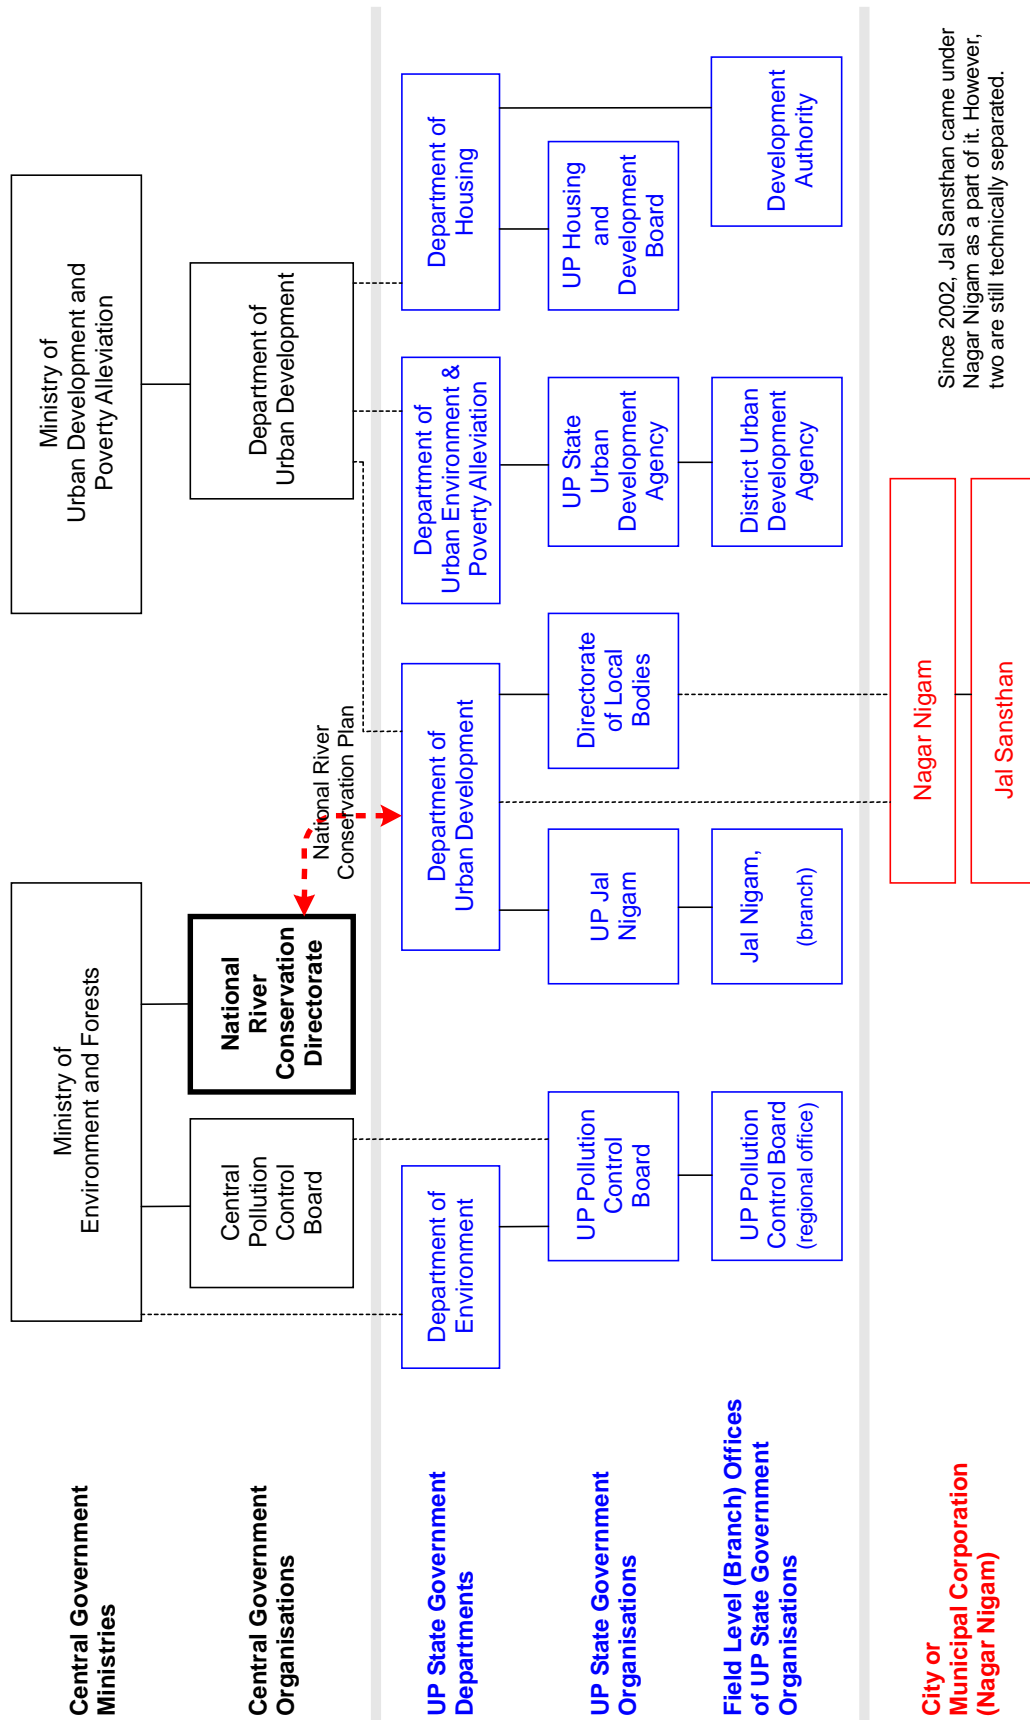 Central Government
Ministries
Ministry of
Environment and Forests
Ministry of
Urban Development and
Poverty Alleviation
Central Government
Organisations
Central
Pollution
Control
Board
National
River
Conservation
Directorate
Department of
Urban Development
National River
Conservation Plan
UP State Government
Departments
Department of
Environment
Department of
Urban Development
Department of
Urban Environment &
Poverty Alleviation
Department of
Housing
UP State Government
Organisations
UP Pollution
Control
Board
UP Jal
Nigam
Directorate
of Local
Bodies
UP State
Urban
Development
Agency
UP Housing
and
Development
Board
Field Level (Branch) Offices
of UP State Government
Organisations
UP Pollution
Control Board
(regional office)
Jal Nigam,
(branch)
District Urban
Development
Agency
Development
Authority
City or
Municipal Corporation
(Nagar Nigam)
Nagar Nigam
Jal Sansthan
Since 2002, Jal Sansthan came under
Nagar Nigam as a part of it. However,
two are still technically separated.